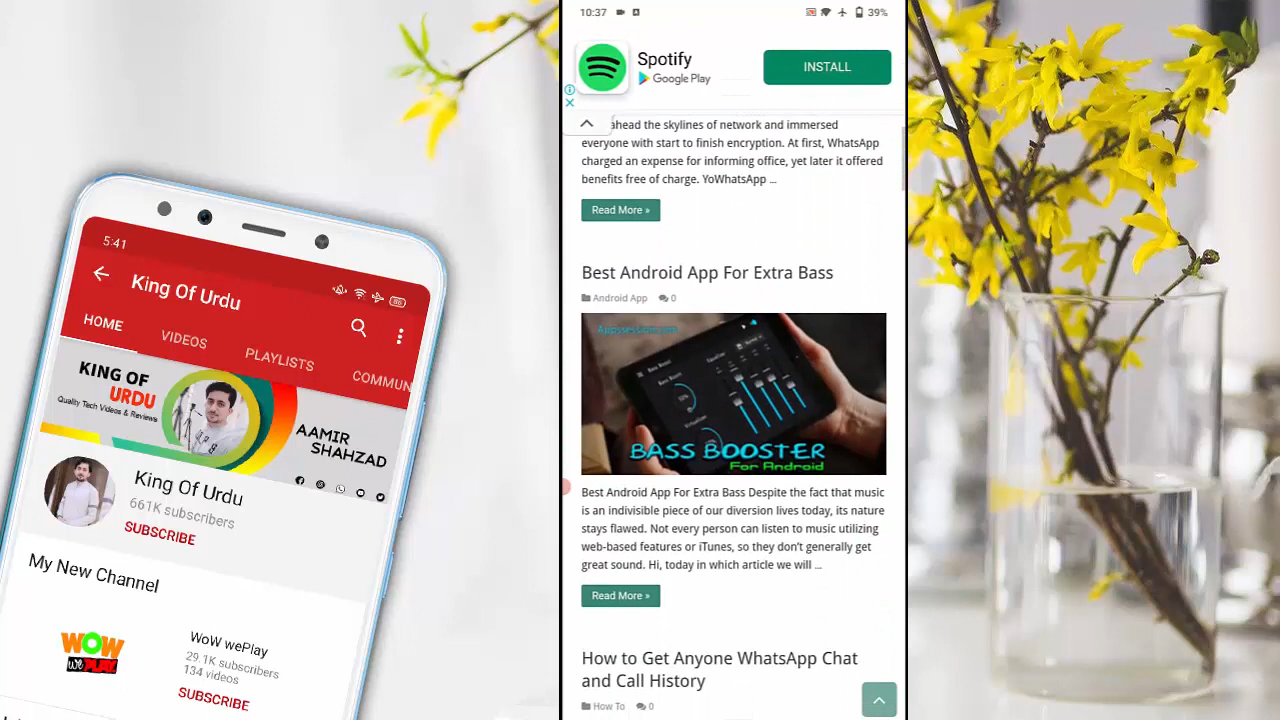 5:41
King Of Urdu
HOME
VIDEOS
PLAYLISTS
COMMUN
KING OF
URDU
Quality Tech Videos & Reviews
AAMIR
SHAHZAD
King Of Urdu
661K subscribers
SUBSCRIBE
My New Channel
WOW
we PLAY
WoW wePlay
29.1K subscribers
134 videos
SUBSCRIBE
10:37
39%
Spotify
Google Play
INSTALL
ahead the skylines of network and immersed
everyone with start to finish encryption. At first, WhatsApp
charged an expense for informing office, yet later it offered
benefits free of charge. YoWhatsApp ...
Read More »
Best Android App For Extra Bass
Android App 0
BASS BOOSTER
For Android
Best Android App For Extra Bass Despite the fact that music
is an indivisible piece of our diversion lives today, its nature
stays flawed. Not every person can listen to music utilizing
web-based features or iTunes, so they don't generally get
great sound. Hi, today in which article we will ...
Read More »
How to Get Anyone WhatsApp Chat
and Call History
How To 0